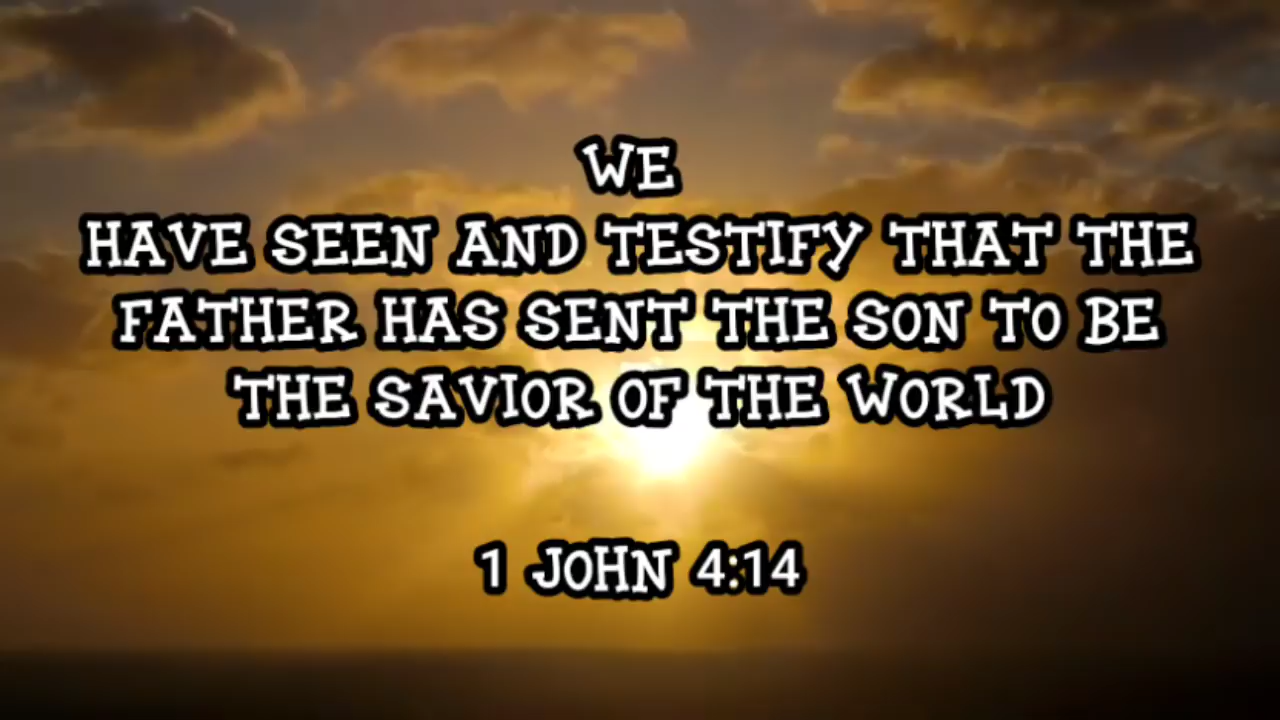 WE
HAVE SEEN AND TESTIFY THAT THE
FATHER HAS SENT THE SON TO BE
THE SAVIOR OF THE WORLD
1 JOHN 4:14